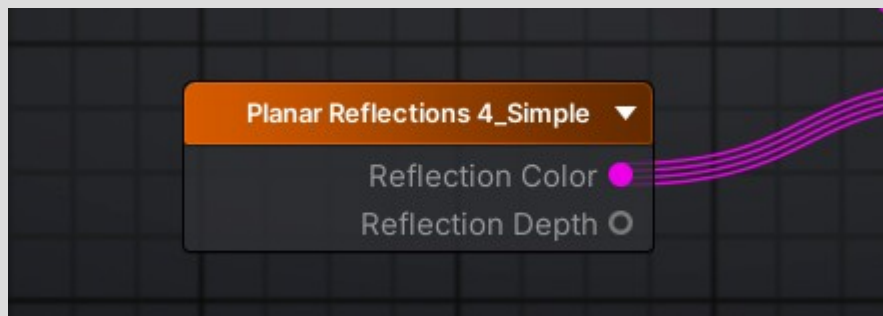 Planar Reflections 4_Simple
Reflection Color
Reflection Depth